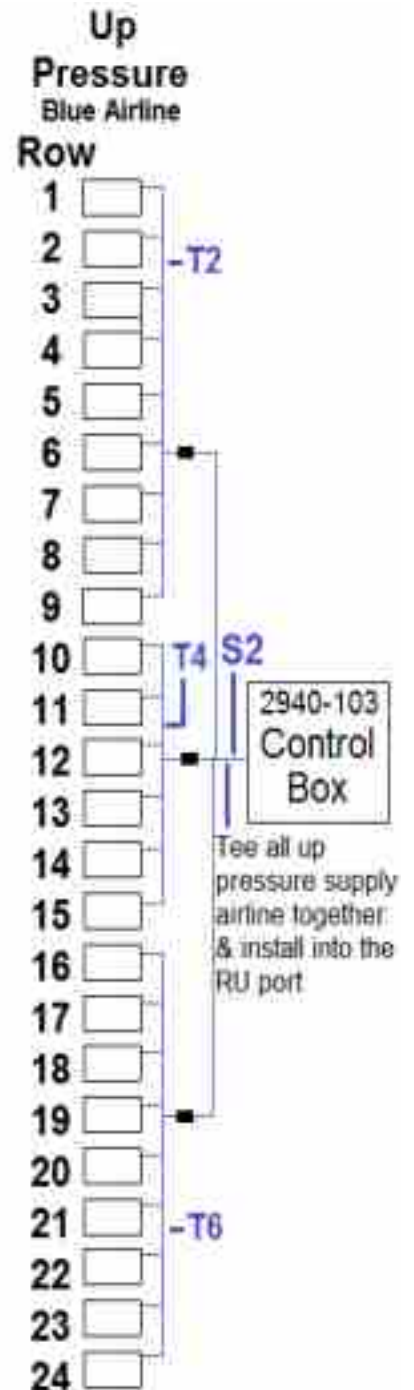 Up
Pressure
Blue Airline
Row
1
2
-T2
3
4
5
6
7
8
9
10
T4 S2
11
2940-103
Control
Box
12
13
14
15
Tee all up
pressure supply
airline together
& install into the
RU port
16
17
18
19
20
21
-T6
22
23
24